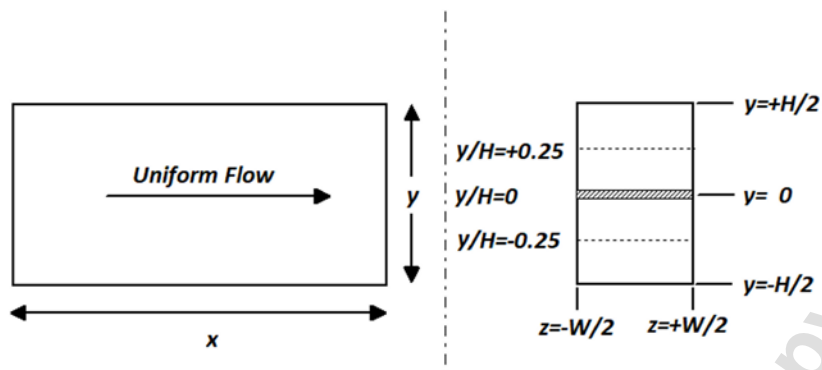 Uniform Flow
y
x
y=+H/2
y/H=+0.25
y/H=0
y= 0
y/H=-0.25
y=-H/2
z=-W/2
z=+W/2